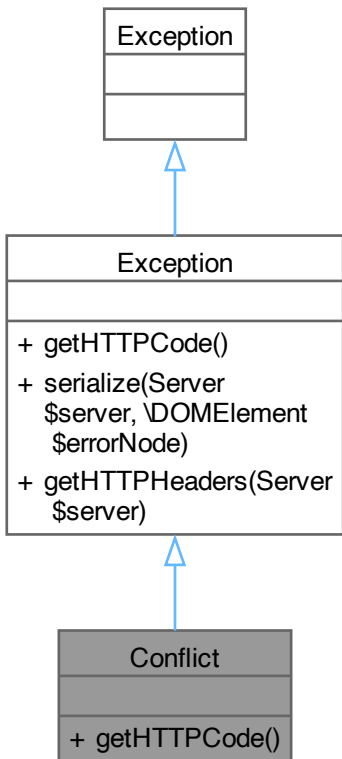 Exception
Exception
+ getHTTPCode()
+ serialize(Server
$server, \DOMElement
$errorNode)
+ getHTTPHeaders(Server
$server)
Conflict
+ getHTTPCode()